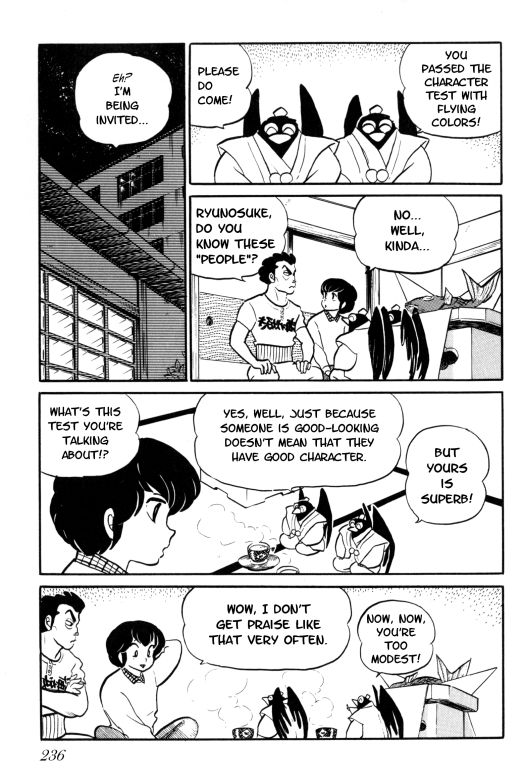 Eh?
I'M
BEING
INVITED...
PLEASE
DO
COME!
YOU
PASSED THE
CHARACTER
TEST WITH
FLYING
COLORS!
RYUNOSUKE,
DO YOU
KNOW THESE
"PEOPLE"?
NO...
WELL,
KINDA...
WHAT'S THIS
TEST YOU'RE
TALKING
ABOUT!?
YES, WELL, JUST BECAUSE
SOMEONE IS GOOD-LOOKING
DOESN'T MEAN THAT THEY
HAVE GOOD CHARACTER.
BUT
YOURS
IS
SUPERB!
WOW, I DON'T
GET PRAISE LIKE
THAT VERY OFTEN.
NOW, NOW,
YOU'RE
TOO
MODEST!
236